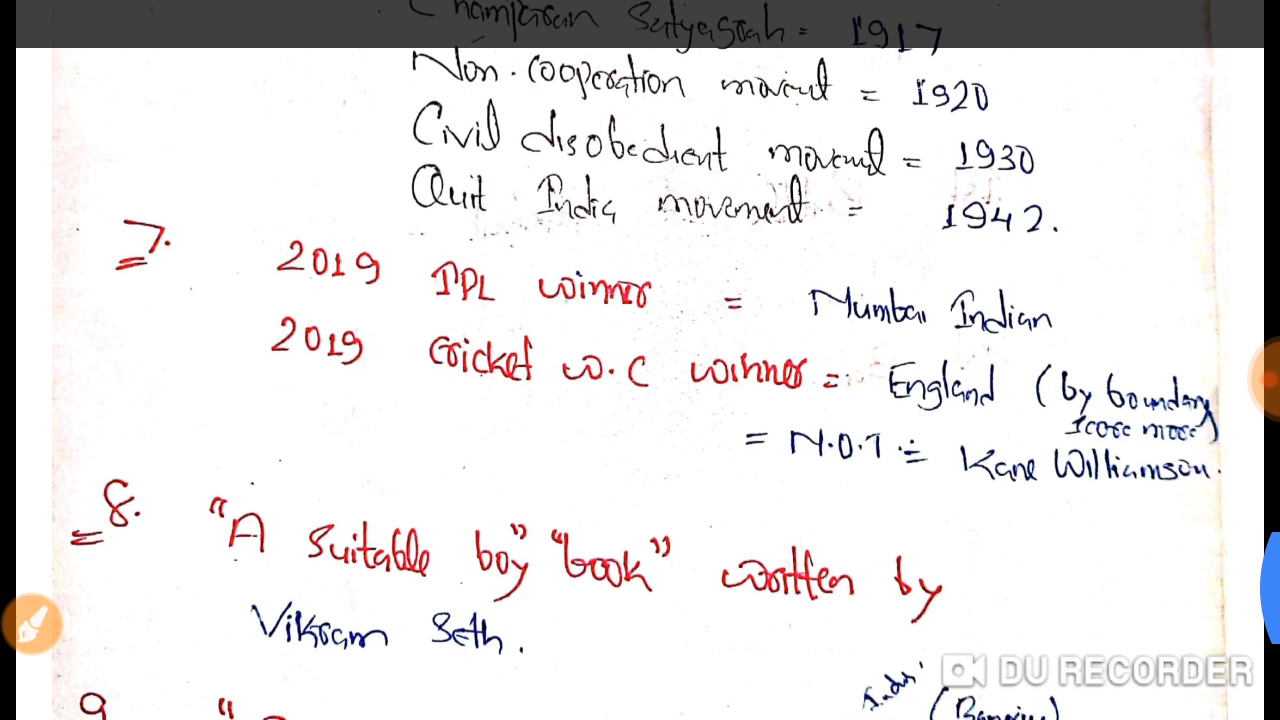 Champaran Satyagrah = 1917
Non-cooperation movent = 1920
Civil disobedient movemt = 1930
Quit India movement = 1942.
7. 2019 IPL winner = Mumbai Indian
2019 Cricket W.C winner = England (by boundary
score more)
= M.O.T = Kane Williamson.
8. "A suitable boy" "book" written by
Vikram Seth.
DU RECORDER
9. "